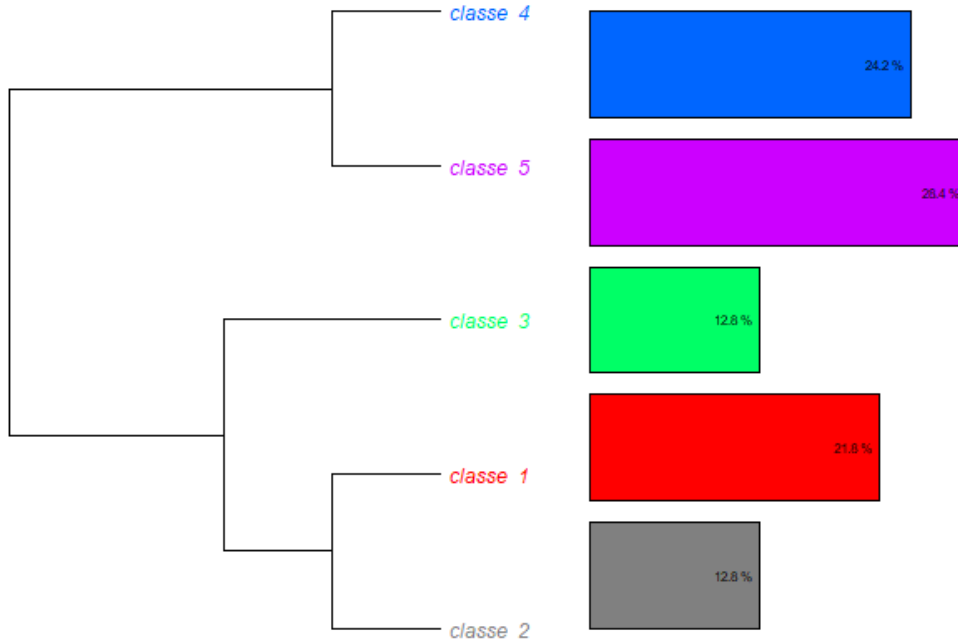 classe 4
24.2 %
classe 5
28.4 %
classe 3
12.8 %
classe 1
21.8 %
classe 2
12.8 %